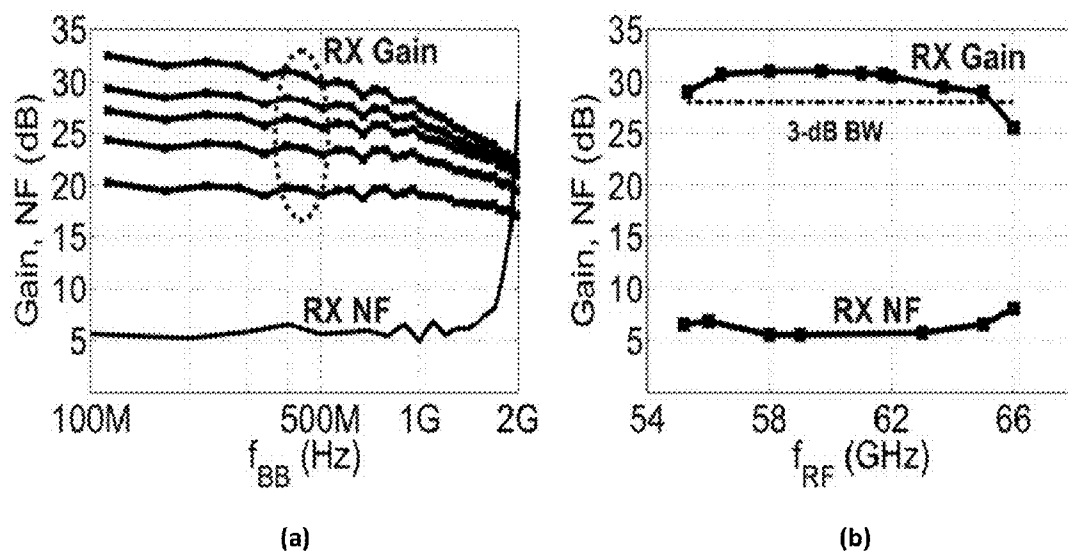 Gain, NF (dB)
35
30
25
20
15
10
5
RX Gain
RX NF
100M
500M
1G
2G
f_BB (Hz)
(a)
Gain, NF (dB)
35
30
25
20
15
10
5
RX Gain
3-dB BW
RX NF
54
58
62
66
f_RF (GHz)
(b)